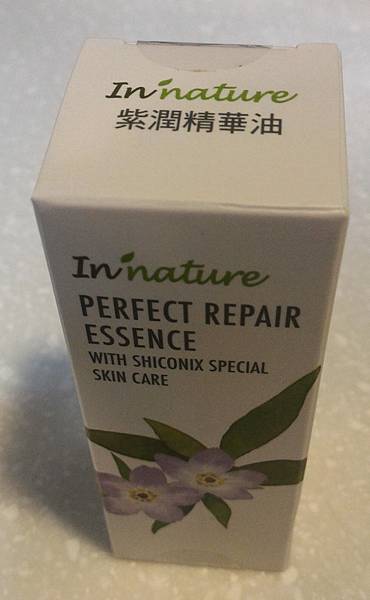 In nature
紫潤精華油
In nature
PERFECT REPAIR
ESSENCE
WITH SHICONIX SPECIAL
SKIN CARE